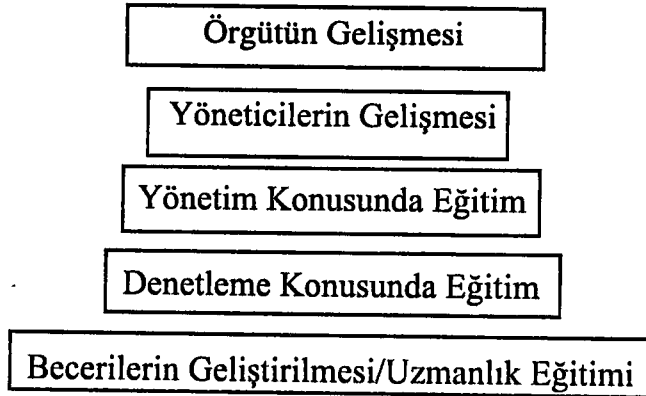 Örgütün Gelişmesi
Yöneticilerin Gelişmesi
Yönetim Konusunda Eğitim
Denetleme Konusunda Eğitim
Becerilerin Geliştirilmesi/Uzmanlık Eğitimi